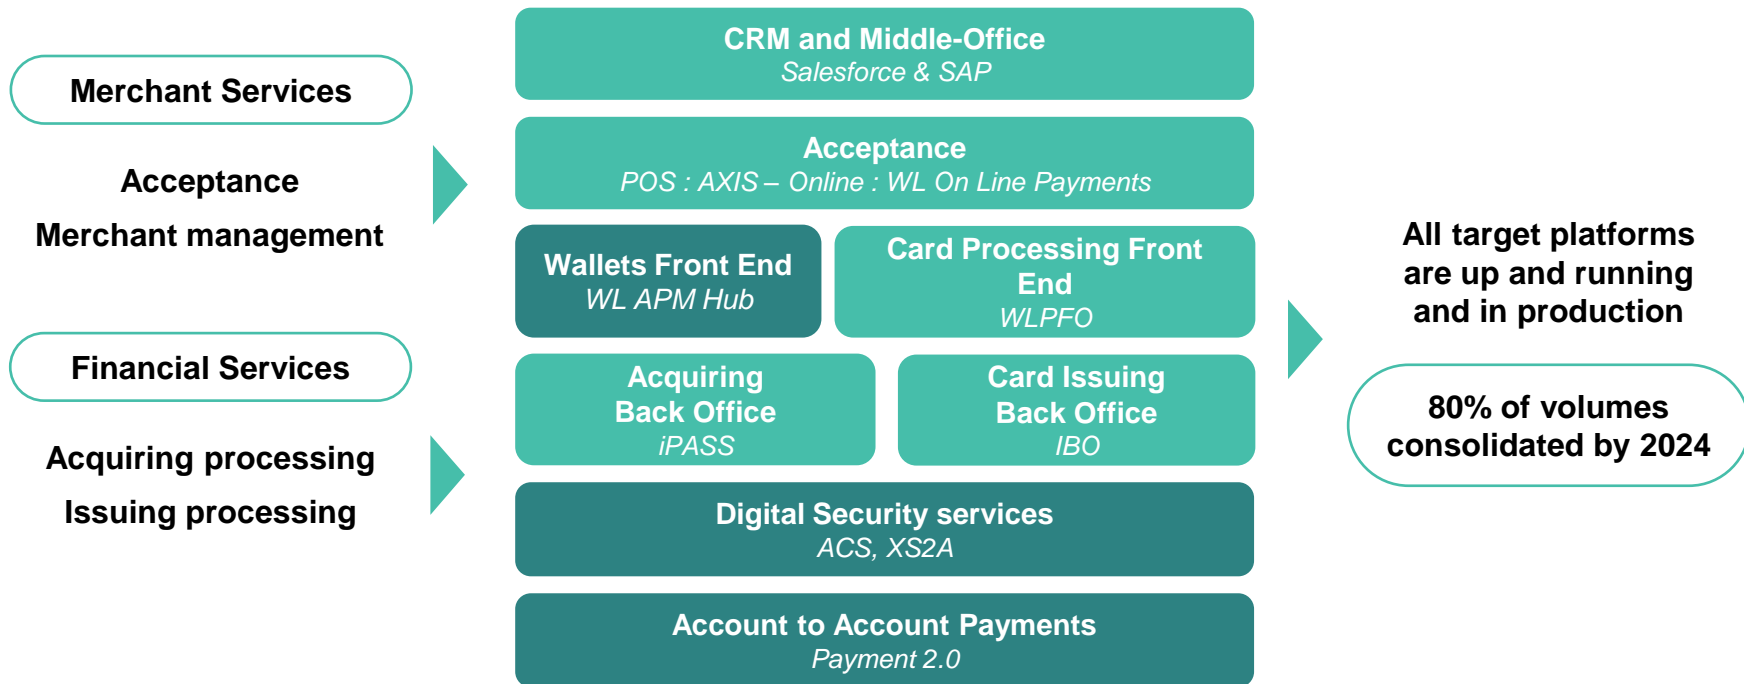 Merchant Services
Acceptance
Merchant management
Financial Services
Acquiring processing
Issuing processing
CRM and Middle-Office
Salesforce & SAP
Acceptance
POS : AXIS – Online : WL On Line Payments
Wallets Front End
WL APM Hub
Card Processing Front
End
WLPFO
Acquiring
Back Office
iPASS
Card Issuing
Back Office
IBO
Digital Security services
ACS, XS2A
Account to Account Payments
Payment 2.0
All target platforms
are up and running
and in production
80% of volumes
consolidated by 2024